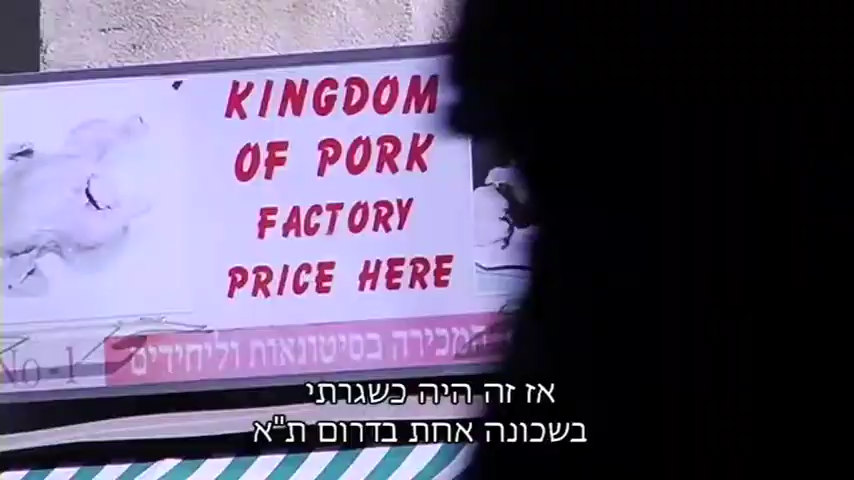 KINGDOM
OF PORK
FACTORY
PRICE HERE
No-1
המכירה בסיטונאות וליחידים
אז זה היה כשגרתי
בשכונה אחת בדרום ת"א